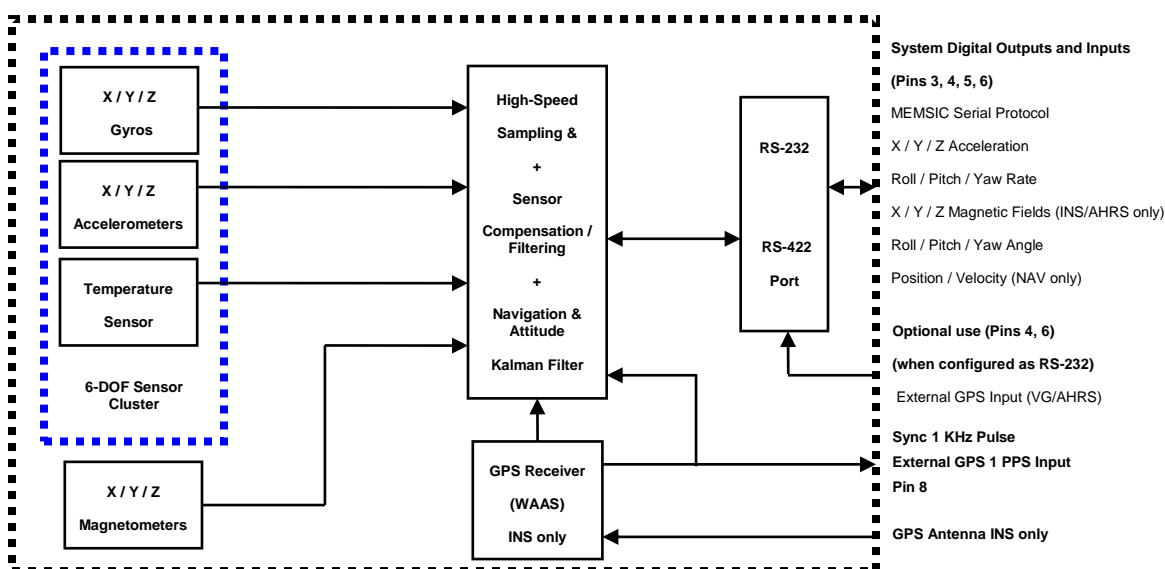 X / Y / Z
Gyros
X / Y / Z
Accelerometers
Temperature
Sensor
6-DOF Sensor
Cluster
X / Y / Z
Magnetometers
High-Speed
Sampling &
+
Sensor
Compensation /
Filtering
+
Navigation &
Attitude
Kalman Filter
GPS Receiver
(WAAS)
INS only
RS-232
RS-422
Port
System Digital Outputs and Inputs
(Pins 3, 4, 5, 6)
MEMSIC Serial Protocol
X / Y / Z Acceleration
Roll / Pitch / Yaw Rate
X / Y / Z Magnetic Fields (INS/AHRS only)
Roll / Pitch / Yaw Angle
Position / Velocity (NAV only)
Optional use (Pins 4, 6)
(when configured as RS-232)
External GPS Input (VG/AHRS)
Sync 1 KHz Pulse
External GPS 1 PPS Input
Pin 8
GPS Antenna INS only